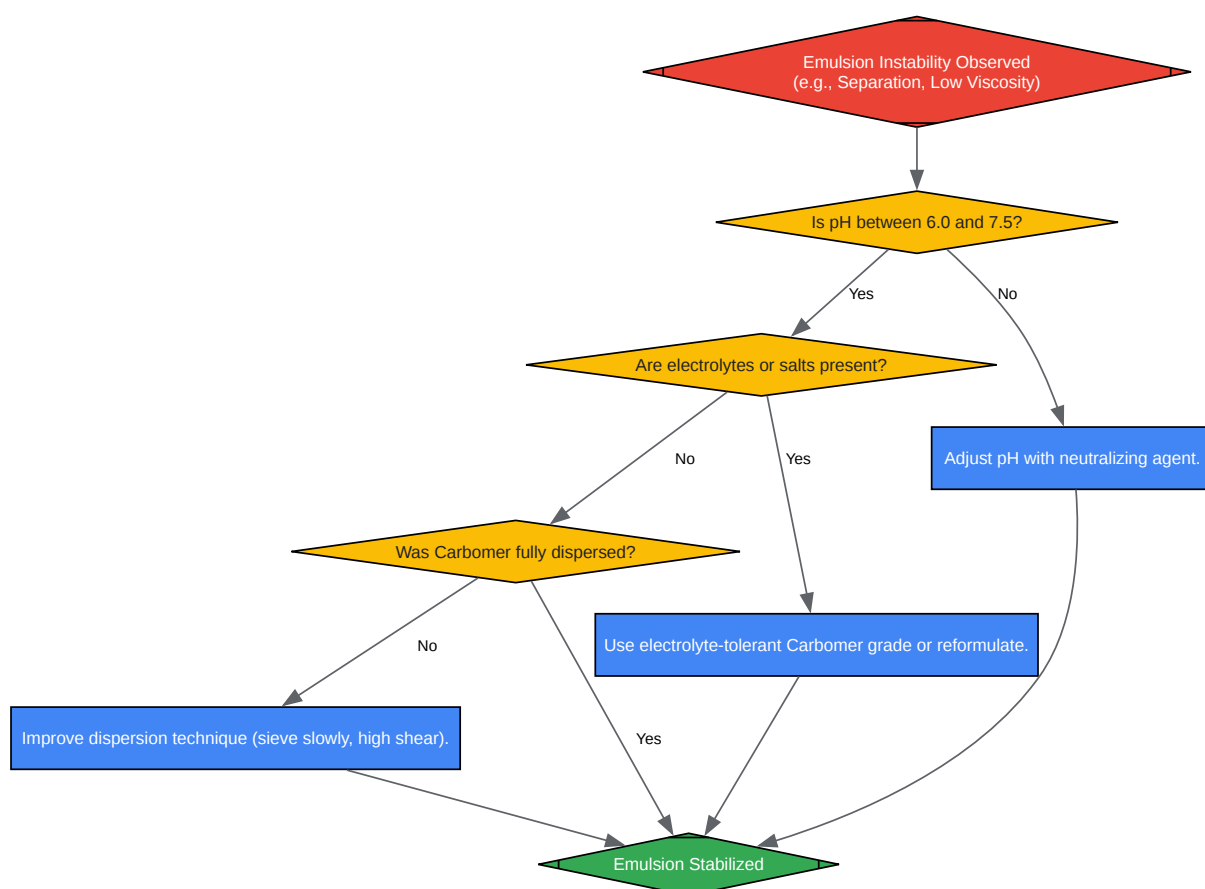 Emulsion Instability Observed
(e.g., Separation, Low Viscosity)
Is pH between 6.0 and 7.5?
Yes
No
Are electrolytes or salts present?
No
Yes
Adjust pH with neutralizing agent.
Was Carbomer fully dispersed?
No
Yes
Use electrolyte-tolerant Carbomer grade or reformulate.
Improve dispersion technique (sieve slowly, high shear).
Emulsion Stabilized